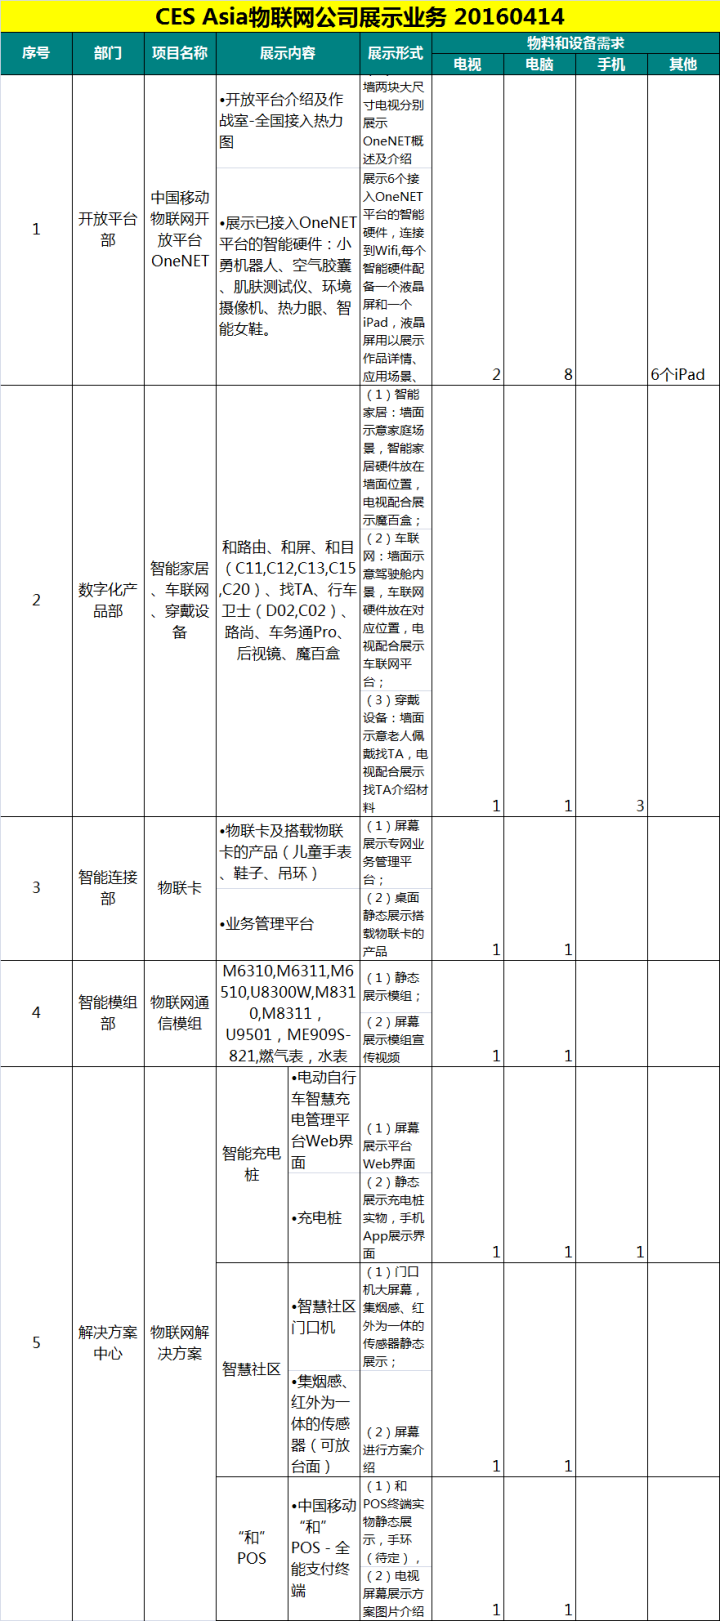 CES Asia物联网公司展示业务 20160414
序号
部门
项目名称
展示内容
展示形式
物料和设备需求
电视
电脑
手机
其他
1
开放平台
部
中国移动
物联网开
放平台
OneNET
•开放平台介绍及作
战室-全国接入热力
图
墙两块大尺
寸电视分别
展示
OneNET概
述及介绍
•展示已接入OneNET
平台的智能硬件：小
勇机器人、空气胶囊
、肌肤测试仪、环境
摄像机、热力眼、智
能女鞋。
展示6个接
入OneNET
平台的智能
硬件，连接
到Wifi,每个
智能硬件配
备一个液晶
屏和一个
iPad，液晶
屏用以展示
作品详情、
应用场景、
2
8
6个iPad
2
数字化产
品部
智能家居
、车联网
、穿戴设
备
和路由、和屏、和目
（C11,C12,C13,C15
,C20）、找TA、行车
卫士（D02,C02）、
路尚、车务通Pro、
后视镜、魔百盒
（1）智能
家居：墙面
示意家庭场
景，智能家
居硬件放在
墙面位置，
电视配合展
示魔百盒；
（2）车联
网：墙面示
意驾驶舱内
景，车联网
硬件放在对
应位置，电
视配合展示
车联网平
台；
（3）穿戴
设备：墙面
示意老人佩
戴找TA，电
视配合展示
找TA介绍材
料
1
1
3
3
智能连接
部
物联卡
•物联卡及搭载物联
卡的产品（儿童手表
、鞋子、吊环）
•业务管理平台
（1）屏幕
展示专网业
务管理平
台；
（2）桌面
静态展示搭
载物联卡的
产品
1
1
4
智能模组
部
物联网通
信模组
M6310,M6311,M6
510,U8300W,M831
0,M8311，
U9501，ME909S-
821,燃气表，水表
（1）静态
展示模组；
（2）屏幕
展示模组宣
传视频
1
1
5
解决方案
中心
物联网解
决方案
智能充电
桩
•电动自行
车智慧充
电管理平
台Web界
面
•充电桩
（1）屏幕
展示平台
Web界面
（2）静态
展示充电桩
实物，手机
App展示界
面
1
1
1
智慧社区
•智慧社区
门口机
•集烟感、
红外为一
体的传感
器（可放
台面）
（1）门口
机大屏幕，
集烟感、红
外为一体的
传感器静态
展示；
（2）屏幕
进行方案介
绍
1
1
“和”
POS
•中国移动
“和”
POS－全
能支付终
端
（1）和
POS终端实
物静态展
示，手环
（待定），
（2）电视
屏幕展示方
案图片介绍
1
1